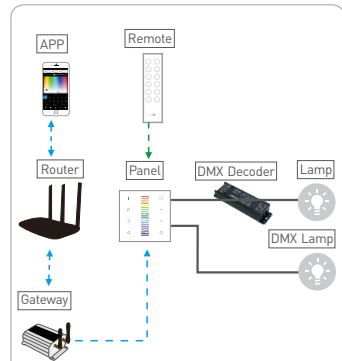 APP
Remote
Router
Panel
DMX Decoder
Lamp
DMX Lamp
Gateway